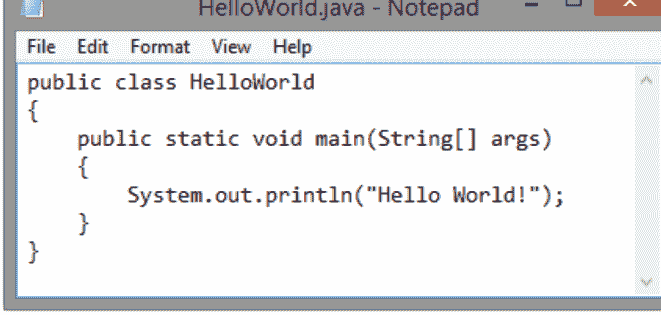 HelloWorld.java - Notepad
File Edit Format View Help
public class HelloWorld
{
    public static void main(String[] args)
    {
        System.out.println("Hello World!");
    }
}